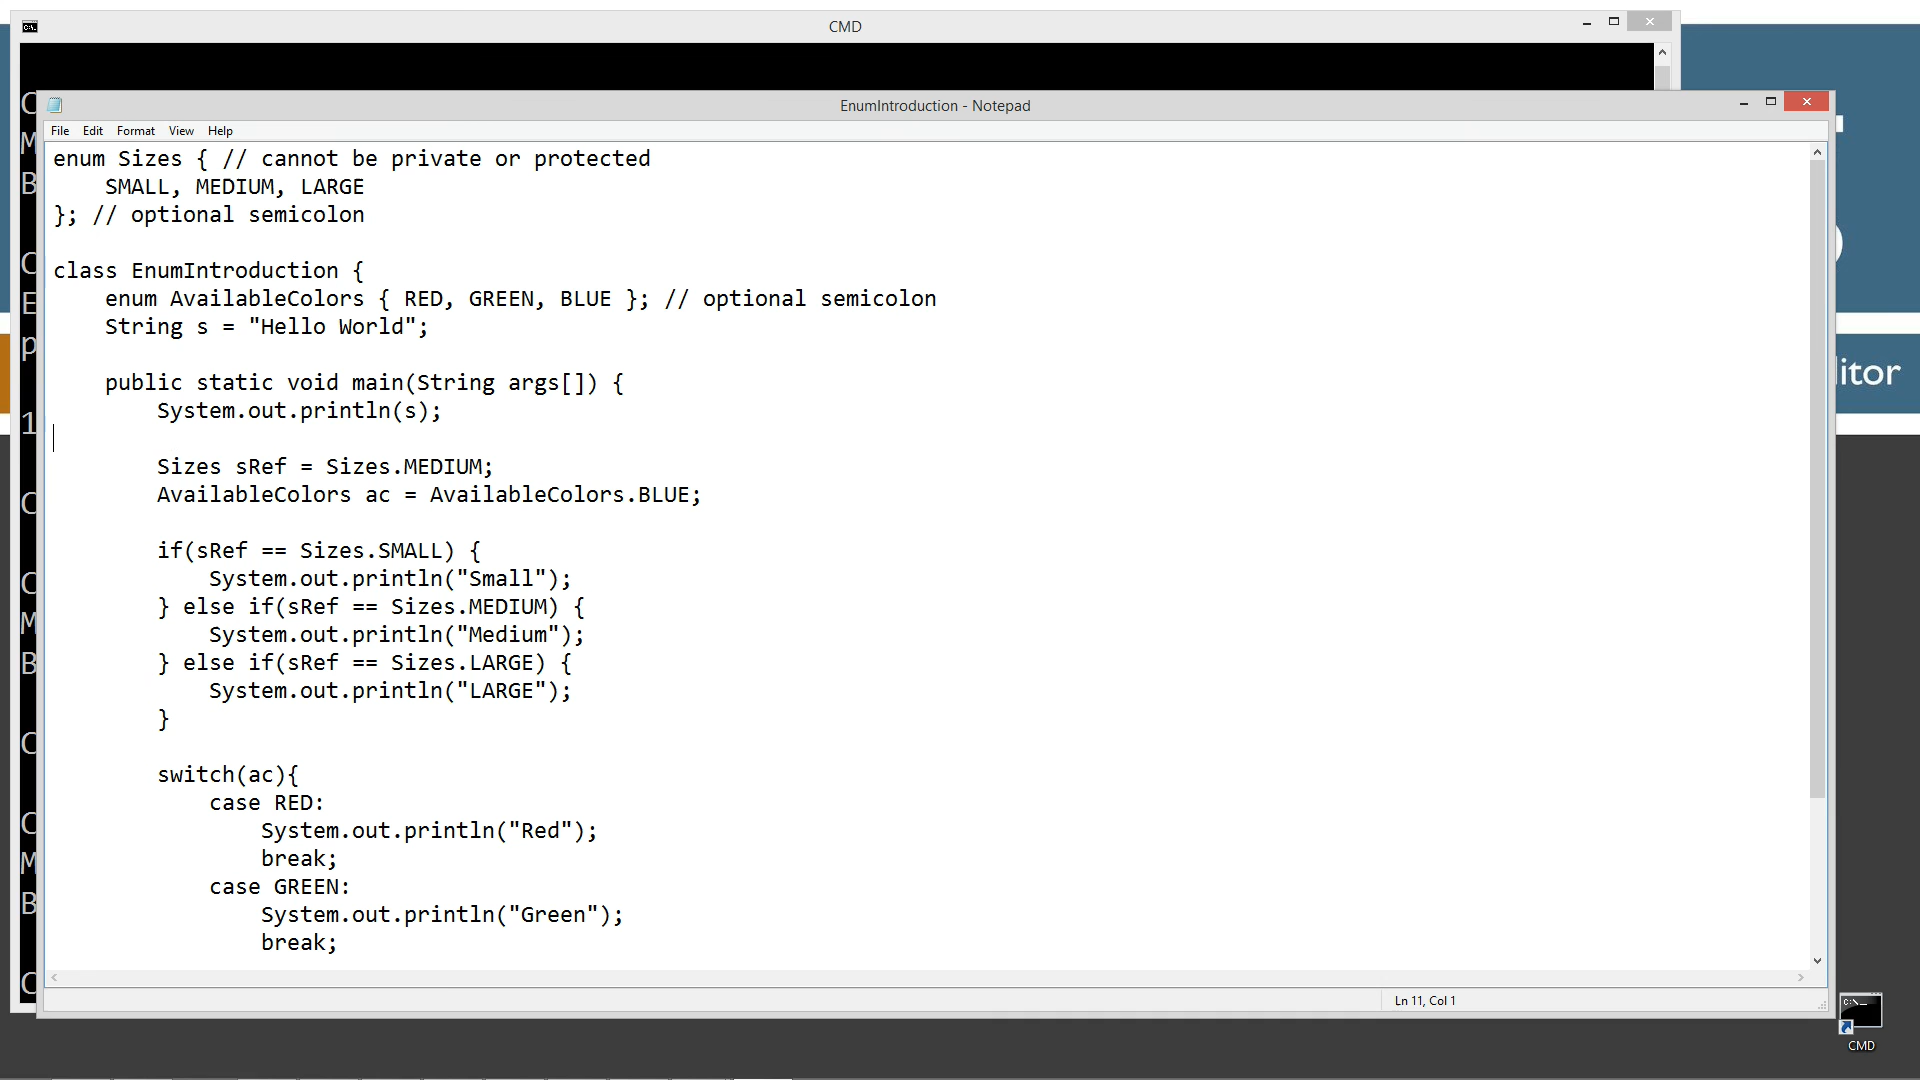 CMD
EnumIntroduction - Notepad
File Edit Format View Help
enum Sizes { // cannot be private or protected
    SMALL, MEDIUM, LARGE
}; // optional semicolon
class EnumIntroduction {
    enum AvailableColors { RED, GREEN, BLUE }; // optional semicolon
    String s = "Hello World";
    public static void main(String args[]) {
        System.out.println(s);
        Sizes sRef = Sizes.MEDIUM;
        AvailableColors ac = AvailableColors.BLUE;
        if(sRef == Sizes.SMALL) {
            System.out.println("Small");
        } else if(sRef == Sizes.MEDIUM) {
            System.out.println("Medium");
        } else if(sRef == Sizes.LARGE) {
            System.out.println("LARGE");
        }
        switch(ac){
            case RED:
                System.out.println("Red");
                break;
            case GREEN:
                System.out.println("Green");
                break;
Ln 11, Col 1
itor
CMD